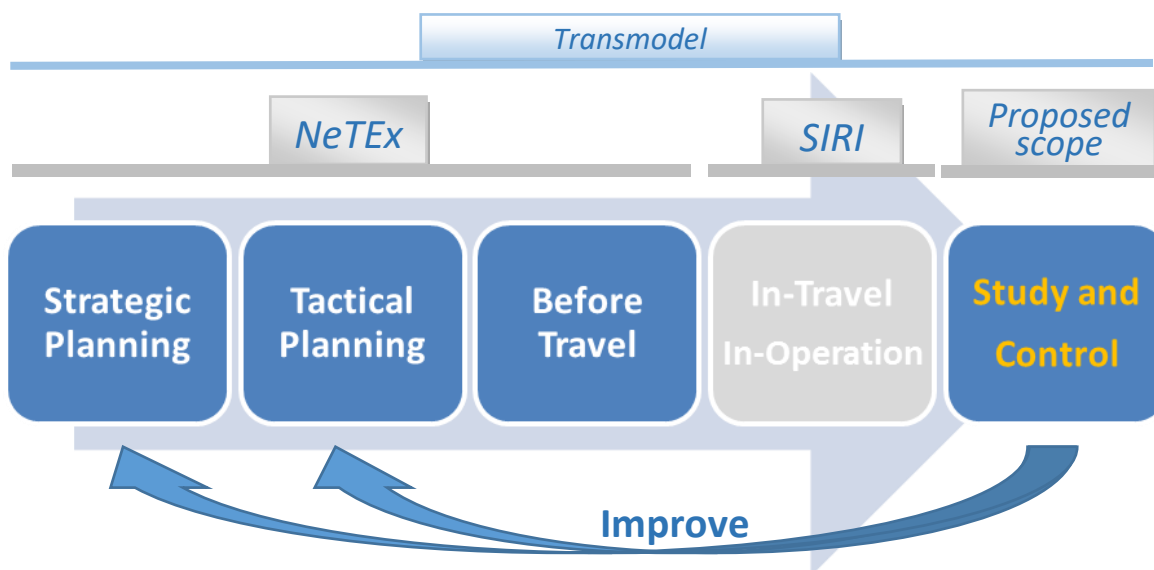 Transmodel
NeTEx
SIRI
Proposed
scope
Strategic
Planning
Tactical
Planning
Before
Travel
In-Travel
In-Operation
Study and
Control
Improve